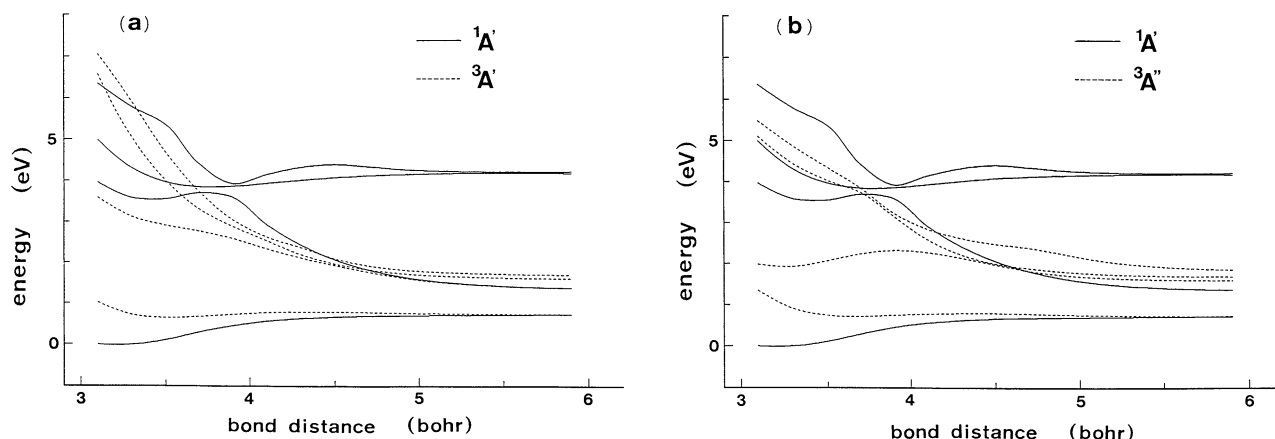 (a)
¹A'
³A'
5
0
energy (eV)
3
4
5
6
bond distance (bohr)
(b)
¹A'
³A''
5
0
energy (eV)
3
4
5
6
bond distance (bohr)